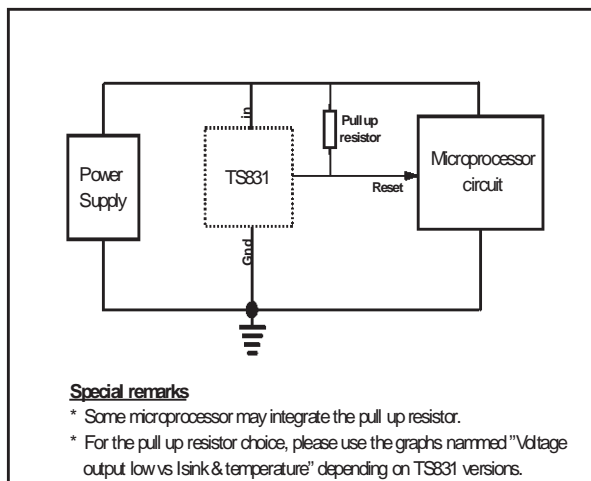 in
Pull up
resistor
Power
Supply
TS831
Microprocessor
circuit
Reset
Gnd
Special remarks
* Some microprocessor may integrate the pull up resistor.
* For the pull up resistor choice, please use the graphs nammed "Voltage
output low vs Isink & temperature" depending on TS831 versions.